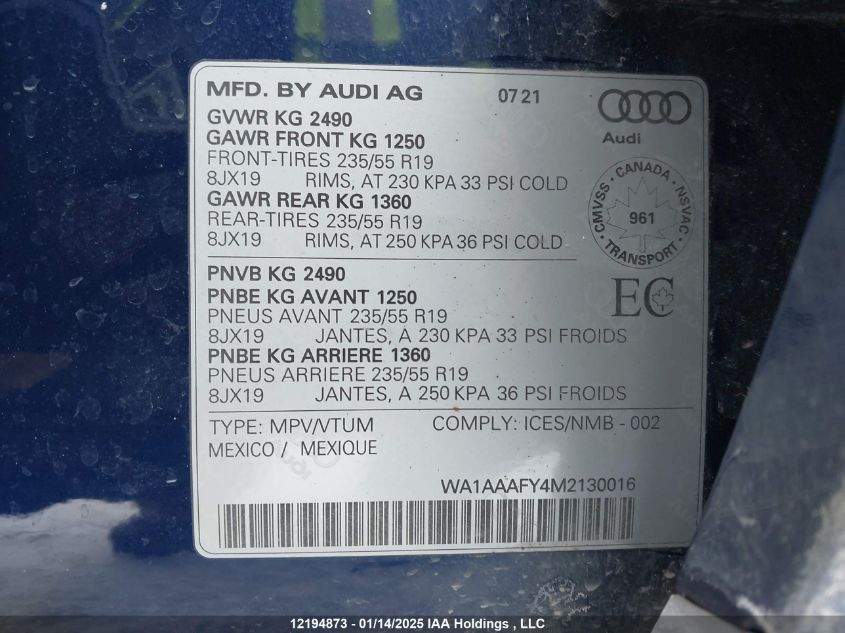 MFD. BY AUDI AG 07 21
GVWR KG 2490
GAWR FRONT KG 1250
Audi
FRONT-TIRES 235/55 R19
8JX19 RIMS, AT 230 KPA 33 PSI COLD
GAWR REAR KG 1360
REAR-TIRES 235/55 R19
8JX19 RIMS, AT 250 KPA 36 PSI COLD
CMVSS CANADA NSVAC
961
TRANSPORT
PNVB KG 2490
PNBE KG AVANT 1250
EC
PNEUS AVANT 235/55 R19
8JX19 JANTES, A 230 KPA 33 PSI FROIDS
PNBE KG ARRIERE 1360
PNEUS ARRIERE 235/55 R19
8JX19 JANTES, A 250 KPA 36 PSI FROIDS
TYPE: MPV/VTUM COMPLY: ICES/NMB - 002
MEXICO / MEXIQUE
WA1AAAFY4M2130016
12194873 - 01/14/2025 IAA Holdings , LLC